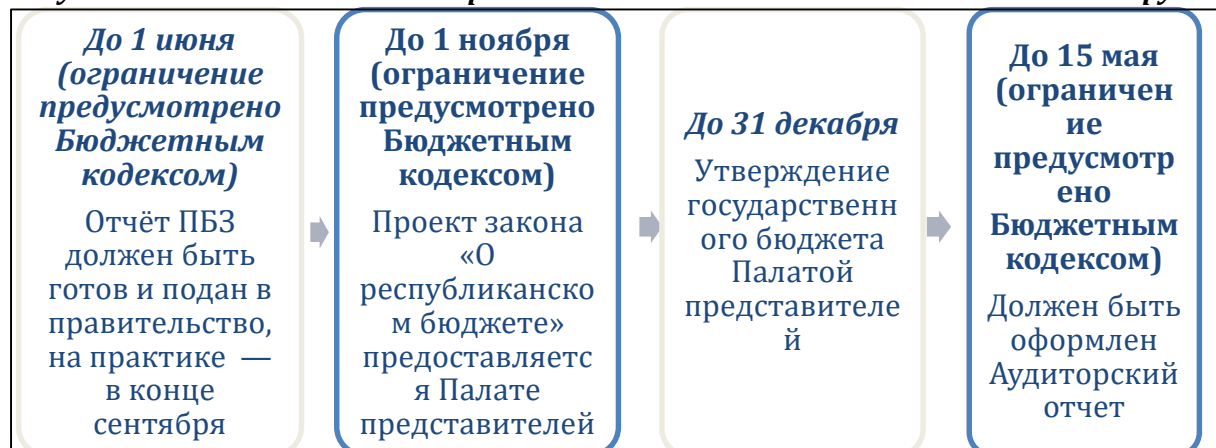 До 1 июня
(ограничение
предусмотрено
Бюджетным
кодексом)
Отчёт ПБЗ
должен быть
готов и подан в
правительство,
на практике —
в конце
сентября
До 1 ноября
(ограничение
предусмотрено
Бюджетным
кодексом)
Проект закона
«О
республиканско
м бюджете»
предоставляетс
я Палате
представителей
До 31 декабря
Утверждение
государственн
ого бюджета
Палатой
представителе
й
До 15 мая
(ограничен
ие
предусмотр
ено
Бюджетным
кодексом)
Должен быть
оформлен
Аудиторский
отчет